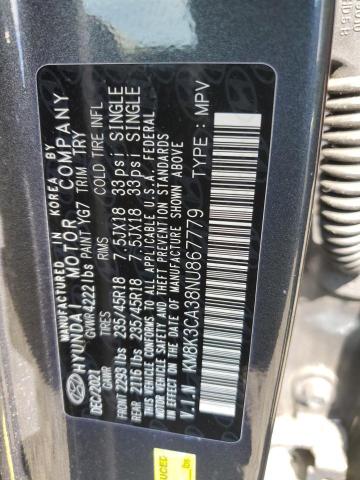 MANUFACTURED BY
IN KOREA BY
HYUNDAI MOTOR COMPANY
DEC/2021 GVWR4222 lbs PAINT YG7 TRIM TRY
GAWR TIRES RIMS COLD TIRE INFL
FRONT 2293 lbs 235/45R18 7.5JX18 33psi SINGLE
REAR 2116 lbs 235/45R18 7.5JX18 33psi SINGLE
THIS VEHICLE CONFORMS TO ALL APPLICABLE U.S.A. FEDERAL
MOTOR VEHICLE SAFETY, BUMPER, AND THEFT PREVENTION STANDARDS
IN EFFECT ON THE DATE OF MANUFACTURE SHOWN ABOVE.
V.I.N: KM8K3CA38NU867779 TYPE: MPV